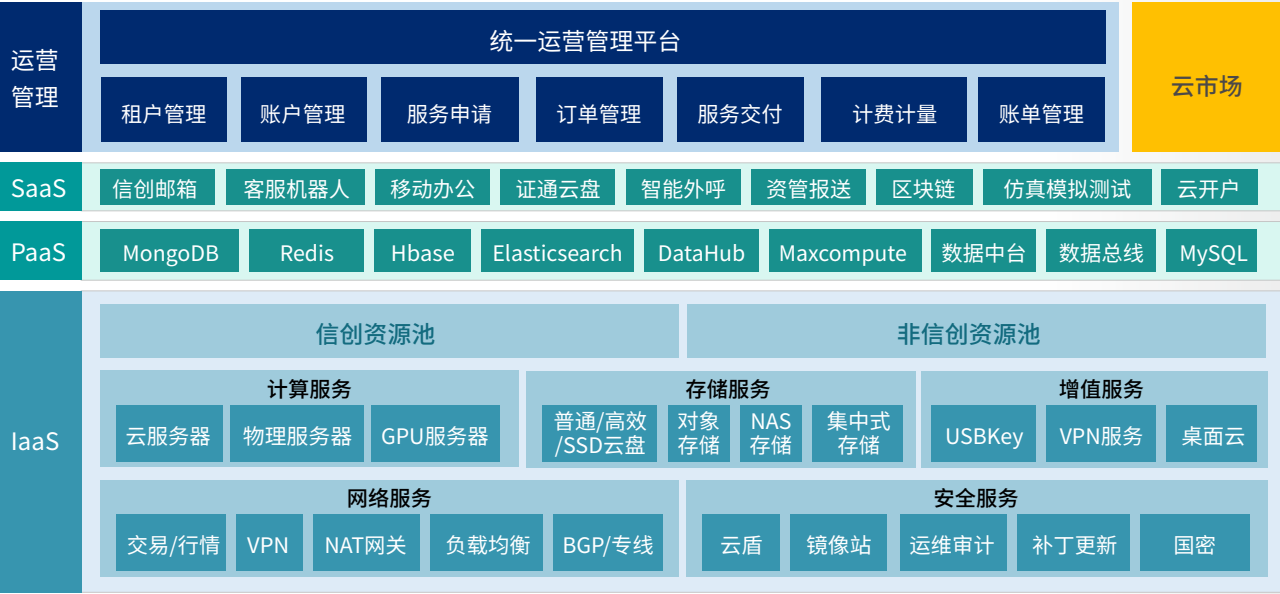 运营
管理
统一运营管理平台
租户管理
账户管理
服务申请
订单管理
服务交付
计费计量
账单管理
云市场
SaaS
信创邮箱
客服机器人
移动办公
证通云盘
智能外呼
资管报送
区块链
仿真模拟测试
云开户
PaaS
MongoDB
Redis
Hbase
Elasticsearch
DataHub
Maxcompute
数据中台
数据总线
MySQL
IaaS
信创资源池
非信创资源池
计算服务
云服务器
物理服务器
GPU服务器
存储服务
普通/高效
/SSD云盘
对象
存储
NAS
存储
集中式
存储
增值服务
USBKey
VPN服务
桌面云
网络服务
交易/行情
VPN
NAT网关
负载均衡
BGP/专线
安全服务
云盾
镜像站
运维审计
补丁更新
国密